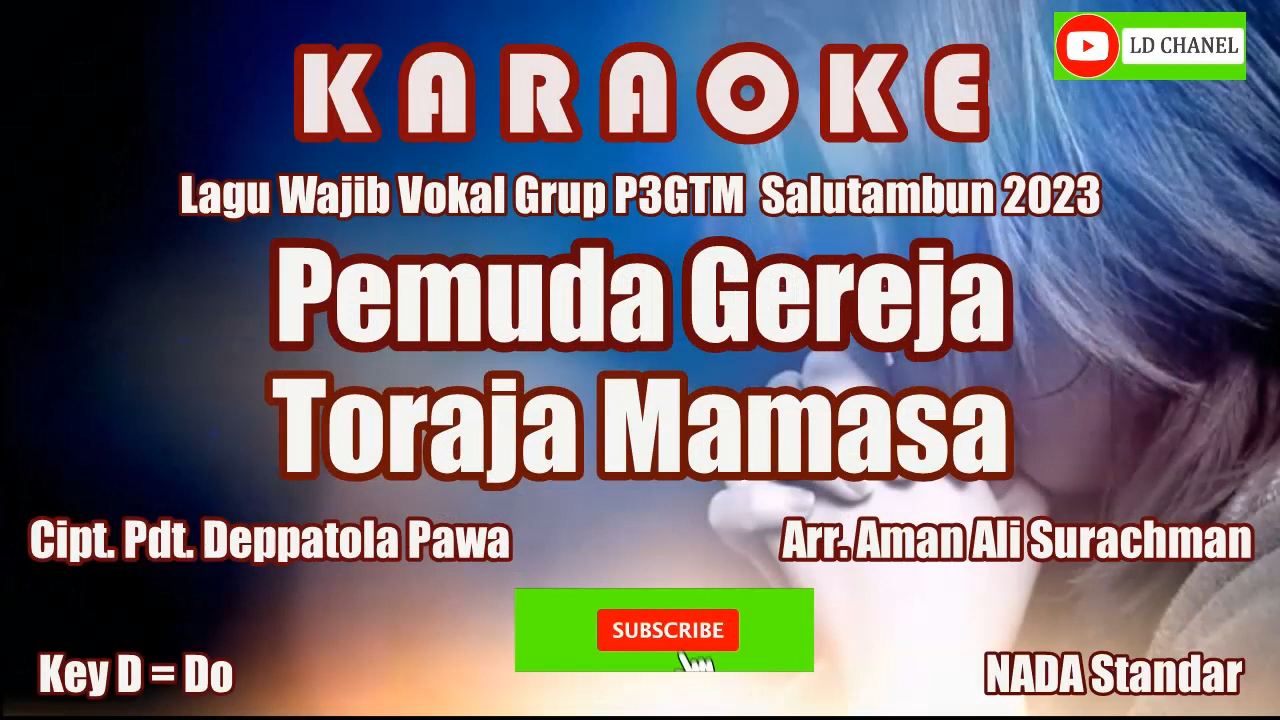 LD CHANEL
KARAOKE
Lagu Wajib Vokal Grup P3GTM Salutambun 2023
Pemuda Gereja
Toraja Mamasa
Cipt. Pdt. Deppatola Pawa
Arr. Aman Ali Surachman
SUBSCRIBE
Key D = Do
NADA Standar